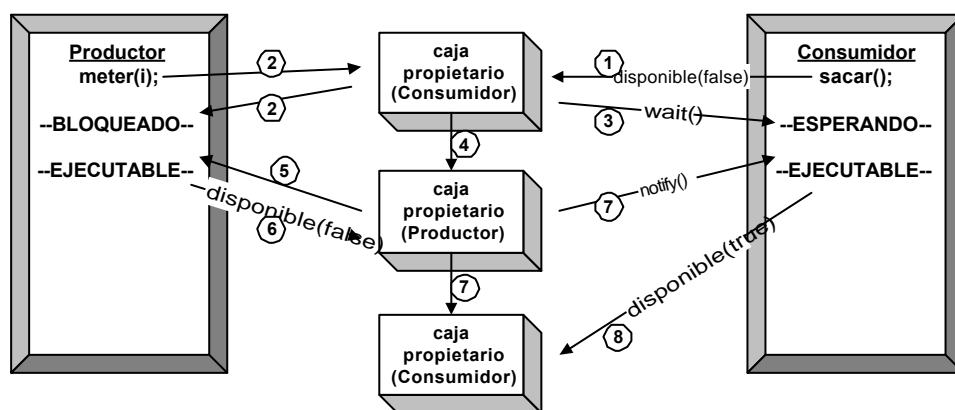 Productor
meter(i);
--BLOQUEADO--
--EJECUTABLE--
2
2
5
disponible(false)
6
caja
propietario
(Consumidor)
4
caja
propietario
(Productor)
7
caja
propietario
(Consumidor)
1
disponible(false)
3
wait()
7
notify()
disponible(true)
8
Consumidor
sacar();
--ESPERANDO--
--EJECUTABLE--